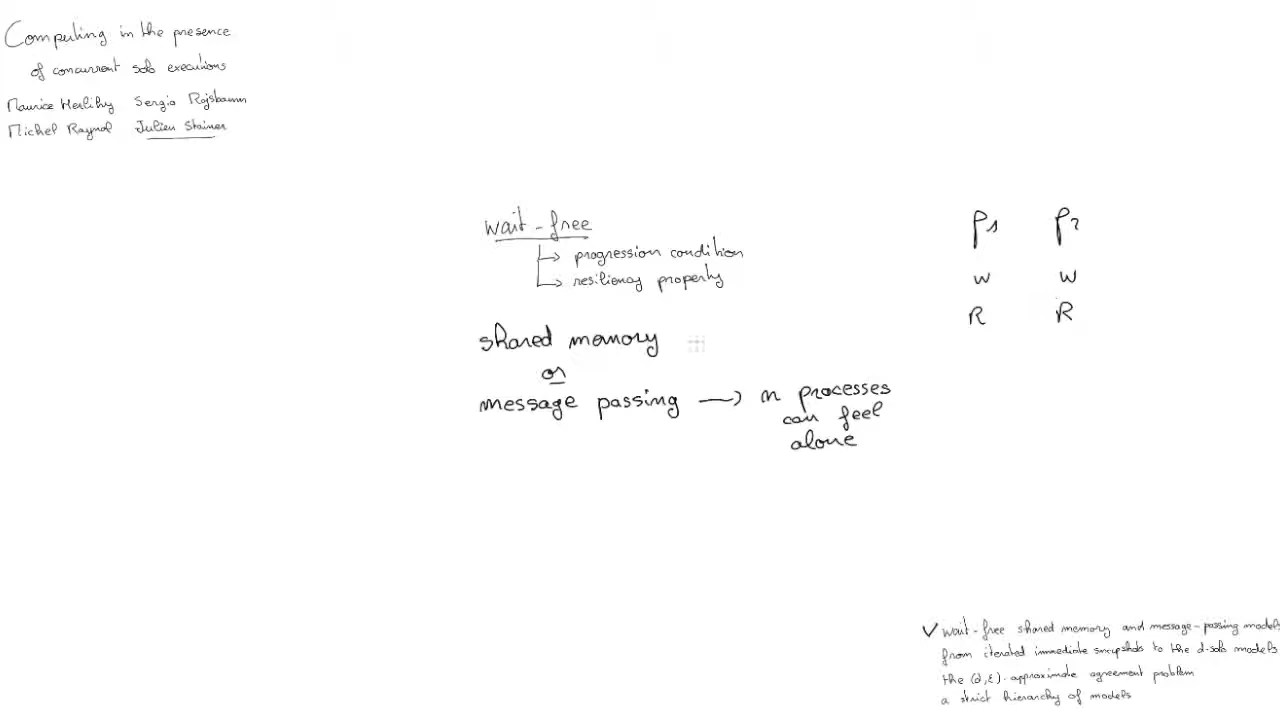 Computing in the presence
of concurrent solo executions
Maurice Herlihy Sergio Rajsbaum
Michel Raynal Julien Stainer
wait-free
→ progression condition
→ resiliency property
shared memory
or
message passing → n processes
can feel
alone
P1 P2
W W
R R
✓ wait-free shared memory and message-passing models
from iterated immediate snapshots to the d-solo models
the (d,ε)-approximate agreement problem
a strict hierarchy of models